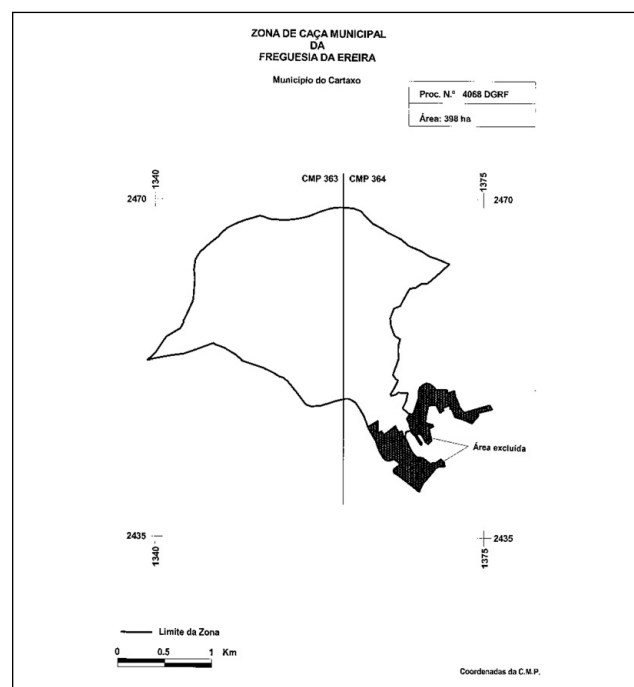 ZONA DE CAÇA MUNICIPAL
DA
FREGUESIA DA EREIRA
Município do Cartaxo
Proc. N.º 4068 DGRF
Área: 398 ha
1340
CMP 363 CMP 364
1375
2470
2470
Área excluída
2435
2435
1340
1375
Limite da Zona
0 0.5 1 Km
Coordenadas da C.M.P.